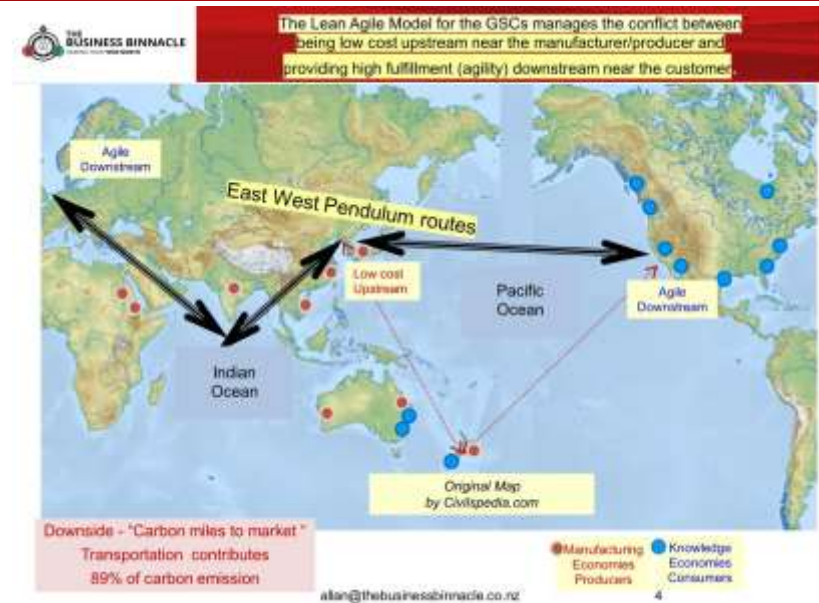 THE
BUSINESS BINNACLE
The Lean Agile Model for the GSCs manages the conflict between
being low cost upstream near the manufacturer/producer and
providing high fulfillment (agility) downstream near the customer.
Agile
Downstream
East West Pendulum routes
Low cost
Upstream
Pacific
Ocean
Agile
Downstream
Indian
Ocean
Original Map
by Civilspedia.com
Downside - "Carbon miles to market "
Transportation contributes
89% of carbon emission
Manufacturing
Economies
Producers
Knowledge
Economies
Consumers
allan@thebusinessbinnacle.co.nz
4